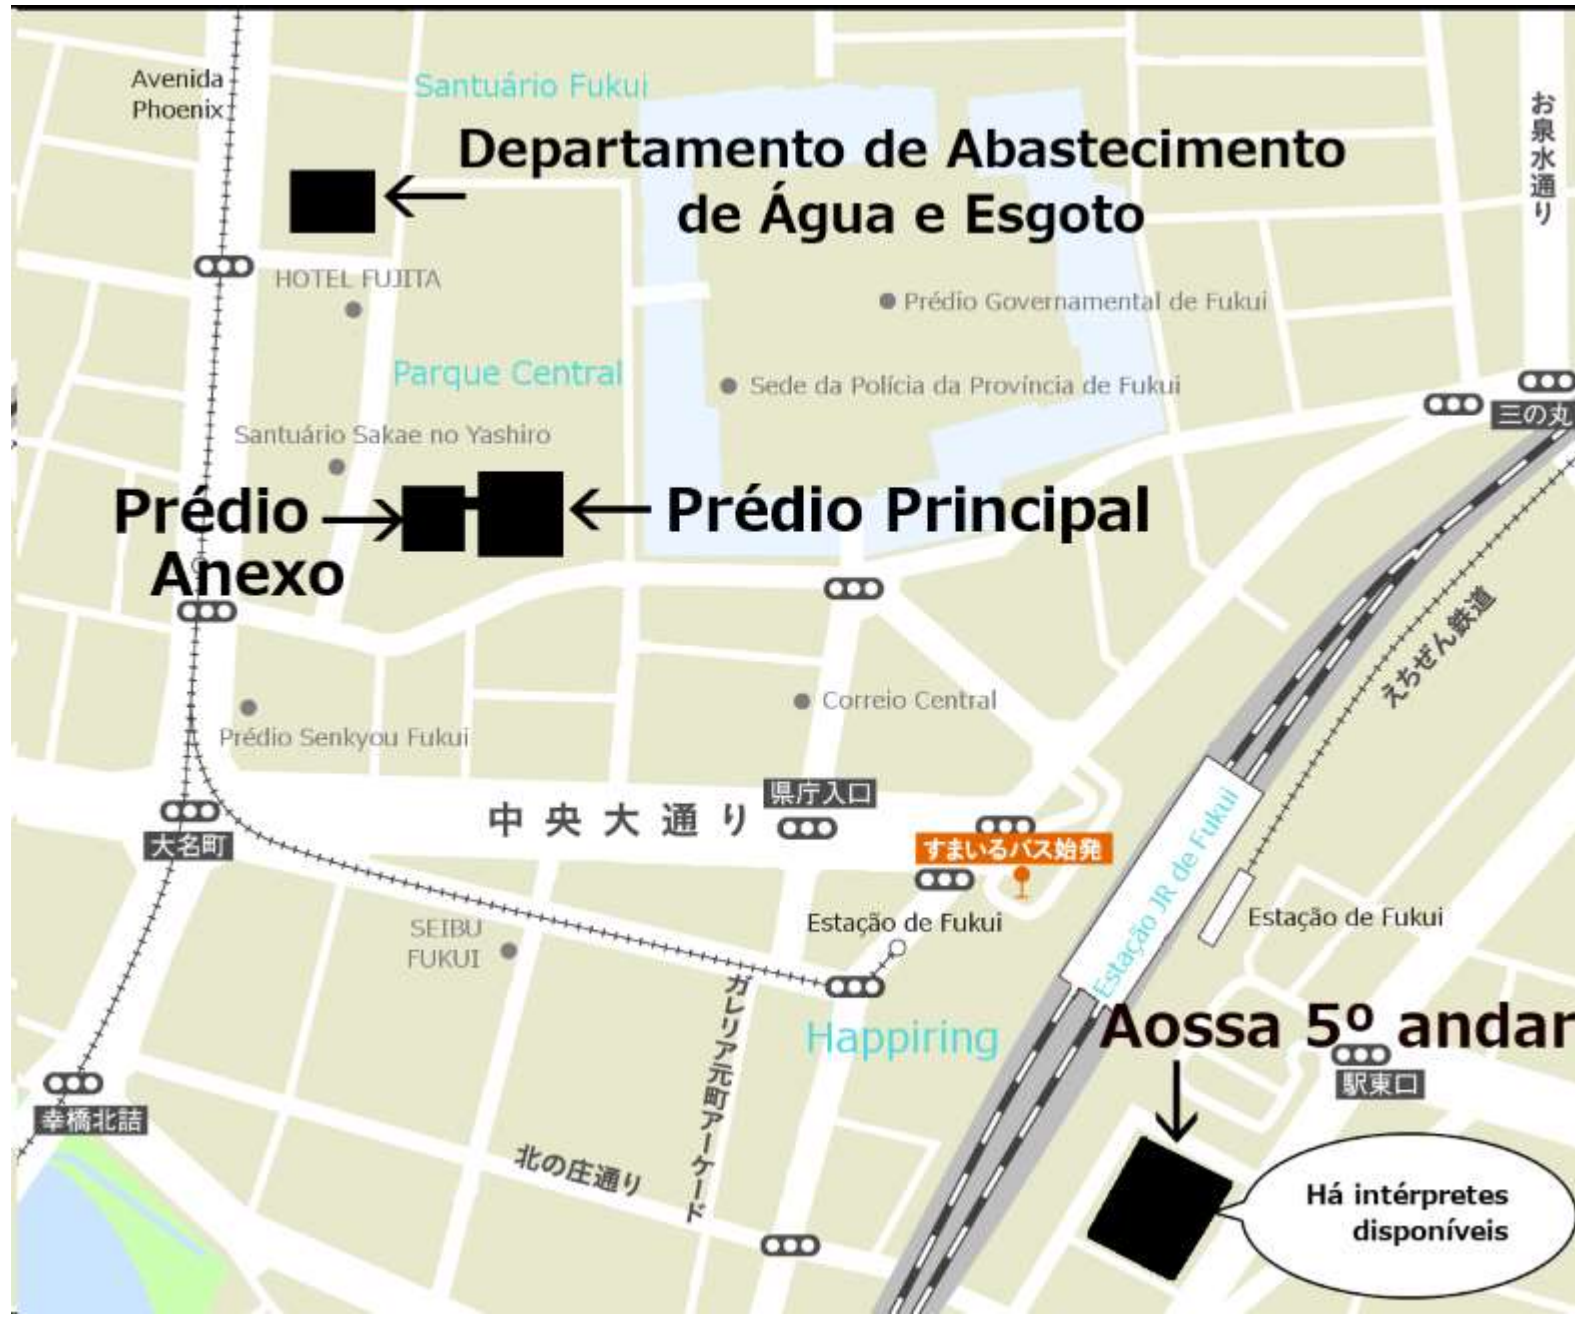 Avenida
Phoenix
Santuário Fukui
Departamento de Abastecimento
de Água e Esgoto
お泉水通り
HOTEL FUJITA
Prédio Governamental de Fukui
Parque Central
Sede da Polícia da Província de Fukui
三の丸
Santuário Sakae no Yashiro
Prédio
Anexo
Prédio Principal
えちぜん鉄道
Correio Central
Prédio Senkyou Fukui
県庁入口
中央大通り
大名町
すまいるバス始発
Estação JR de Fukui
Estação de Fukui
Estação de Fukui
SEIBU
FUKUI
ガレリア元町アーケード
Happiring
Aossa 5º andar
駅東口
幸橋北詰
北の庄通り
Há intérpretes
disponíveis